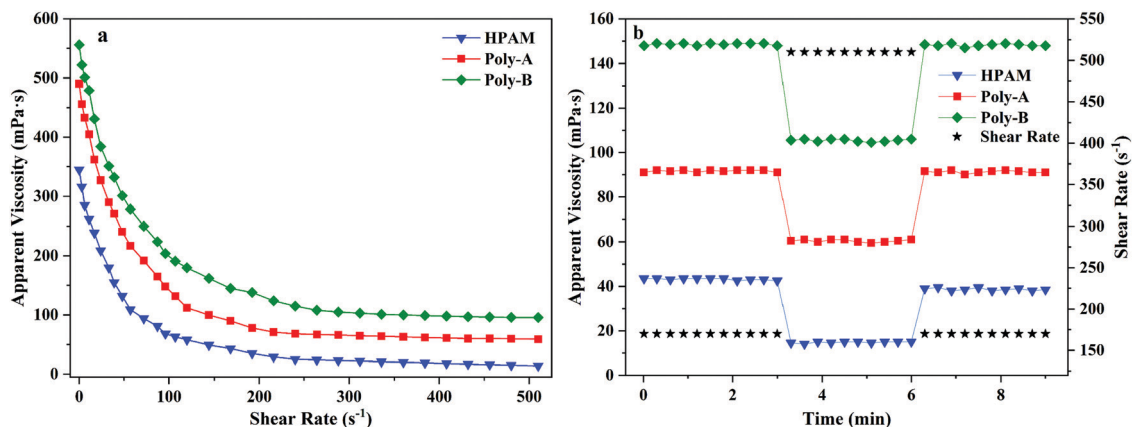 a
HPAM
Poly-A
Poly-B
600
500
400
300
200
100
0
Apparent Viscosity (mPa·s)
0
100
200
300
400
500
Shear Rate (s⁻¹)
b
HPAM
Poly-A
Poly-B
Shear Rate
160
140
120
100
80
60
40
20
0
Apparent Viscosity (mPa·s)
0
2
4
6
8
Time (min)
550
500
450
400
350
300
250
200
150
Shear Rate (s⁻¹)